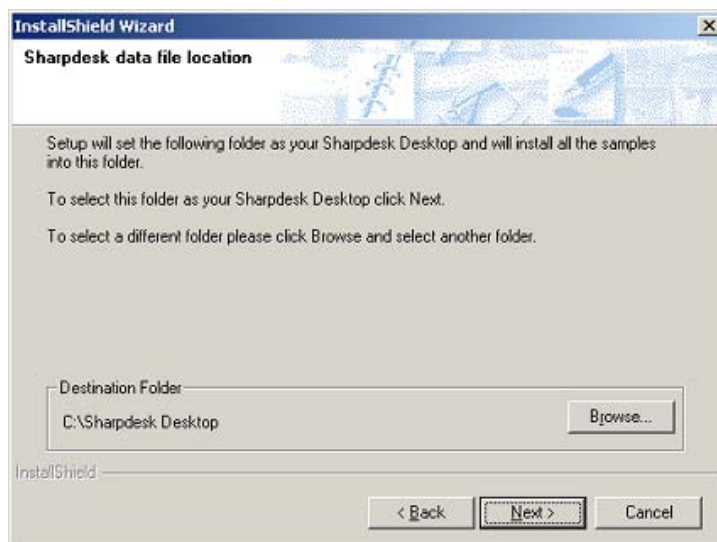 InstallShield Wizard
Sharpdesk data file location
Setup will set the following folder as your Sharpdesk Desktop and will install all the samples
into this folder.
To select this folder as your Sharpdesk Desktop click Next.
To select a different folder please click Browse and select another folder.
Destination Folder
C:\Sharpdesk Desktop
Browse...
InstallShield
< Back
Next >
Cancel